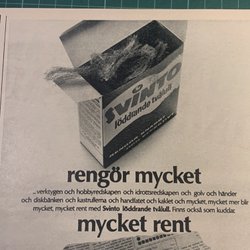 SVINTO
löddrande tvålull
rengör mycket
...verktygen och hobbyredskapen och idrottsredskapen och golv och händer
och diskbänken och kastrullerna och handfatet och kaklet och mycket, mycket mer blir
mycket, mycket rent med Svinto löddrande tvålull. Finns också som kuddar.
mycket rent